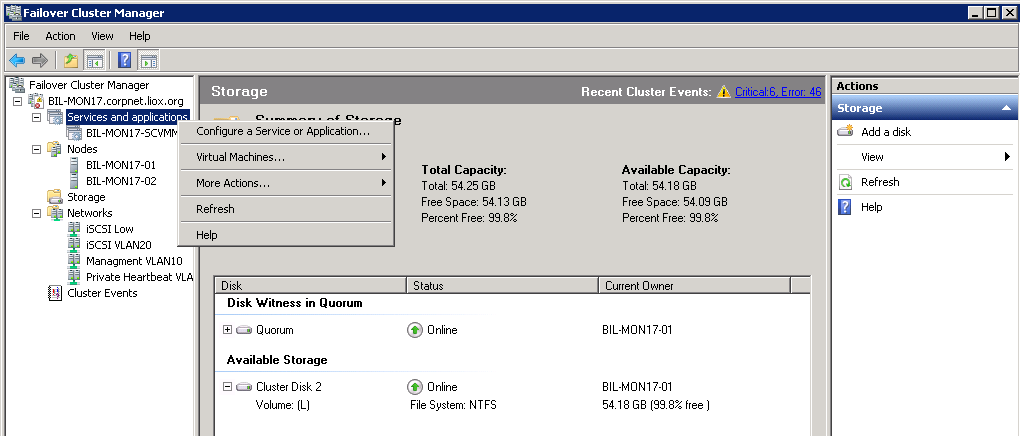 Failover Cluster Manager
File Action View Help
Failover Cluster Manager
BIL-MON17.corpnet.liox.org
Services and applications
BIL-MON17-SCVMM
Nodes
BIL-MON17-01
BIL-MON17-02
Storage
Networks
iSCSI Low
iSCSI VLAN20
Managment VLAN10
Private Heartbeat VLA
Cluster Events
Configure a Service or Application...
Virtual Machines...
More Actions...
Refresh
Help
Storage Recent Cluster Events: Critical:6, Error: 46
Summary of Storage
Total Capacity:
Total: 54.25 GB
Free Space: 54.13 GB
Percent Free: 99.8%
Available Capacity:
Total: 54.18 GB
Free Space: 54.09 GB
Percent Free: 99.8%
Disk Status Current Owner
Disk Witness in Quorum
Quorum Online BIL-MON17-01
Available Storage
Cluster Disk 2 Online BIL-MON17-01
Volume: (L) File System: NTFS 54.18 GB (99.8% free )
Actions
Storage
Add a disk
View
Refresh
Help